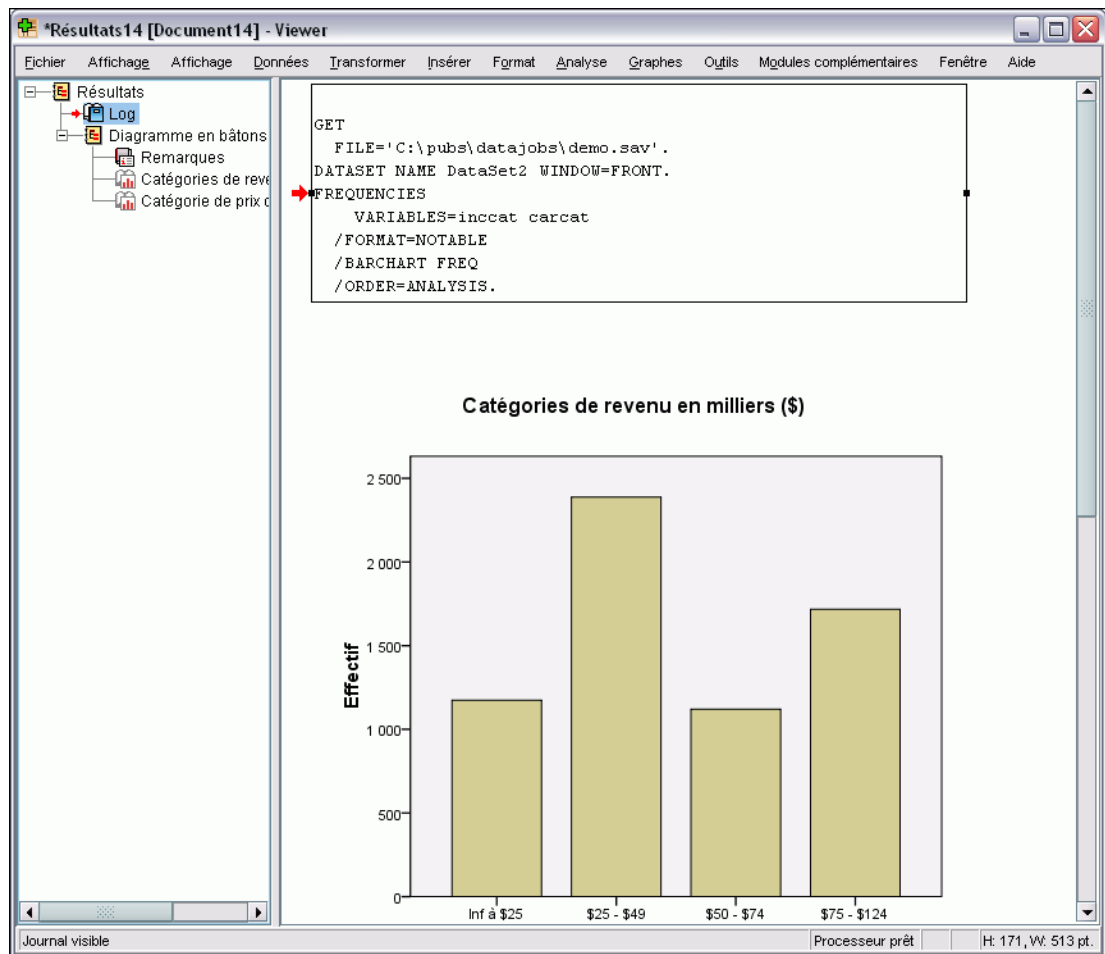 *Résultats14 [Document14] - Viewer
Fichier Affichage Affichage Données Transformer Insérer Format Analyse Graphes Outils Modules complémentaires Fenêtre Aide
Résultats
Log
Diagramme en bâtons
Remarques
Catégories de reve
Catégorie de prix d
GET
FILE='C:\pubs\datajobs\demo.sav'.
DATASET NAME DataSet2 WINDOW=FRONT.
FREQUENCIES
VARIABLES=inccat carcat
/FORMAT=NOTABLE
/BARCHART FREQ
/ORDER=ANALYSIS.
Catégories de revenu en milliers ($)
Effectif
2 500
2 000
1 500
1 000
500
0
Inf à $25 $25 - $49 $50 - $74 $75 - $124
Journal visible Processeur prêt H: 171, W: 513 pt.